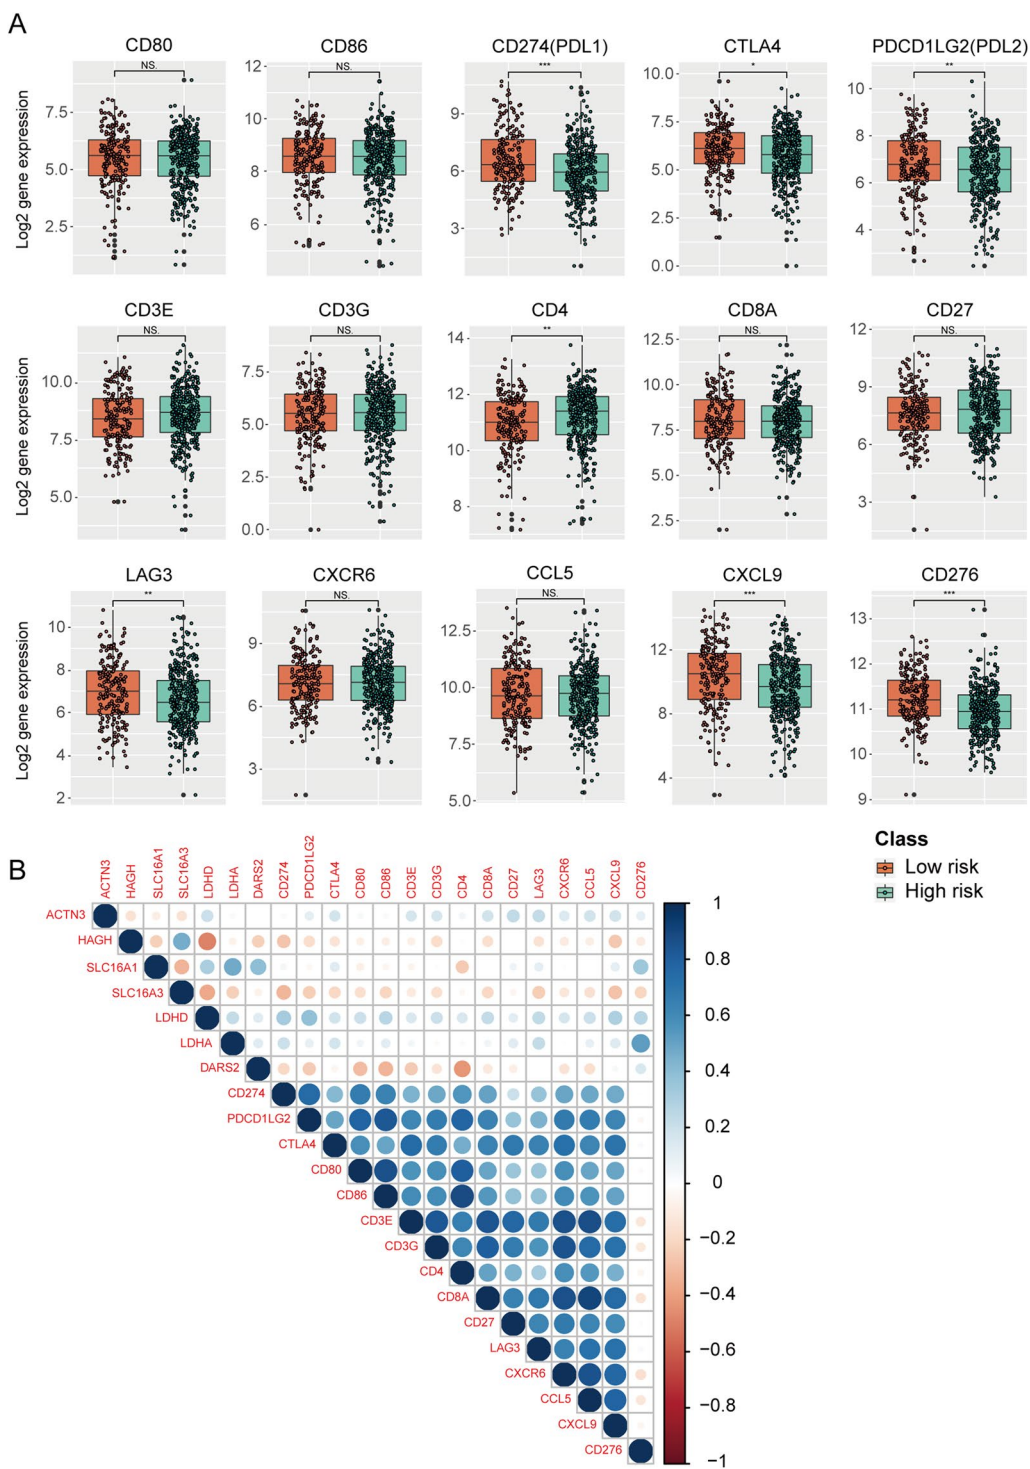 A
CD80
CD86
CD274(PDL1)
CTLA4
PDCD1LG2(PDL2)
Log2 gene expression
NS.
NS.
***
*
**
7.5
5.0
2.5
12
10
8
6
9
6
3
10.0
7.5
5.0
2.5
0.0
10
8
6
4
CD3E
CD3G
CD4
CD8A
CD27
Log2 gene expression
NS.
NS.
**
NS.
NS.
10.0
7.5
5.0
7.5
5.0
2.5
0.0
14
12
10
8
12.5
10.0
7.5
5.0
2.5
12
9
6
3
LAG3
CXCR6
CCL5
CXCL9
CD276
Log2 gene expression
**
NS.
NS.
***
***
10
8
6
4
2
9
6
3
12.5
10.0
7.5
5.0
12
8
4
13
12
11
10
9
Class
Low risk
High risk
B
ACTN3
HAGH
SLC16A1
SLC16A3
LDHD
LDHA
DARS2
CD274
PDCD1LG2
CTLA4
CD80
CD86
CD3E
CD3G
CD4
CD8A
CD27
LAG3
CXCR6
CCL5
CXCL9
CD276
ACTN3
HAGH
SLC16A1
SLC16A3
LDHD
LDHA
DARS2
CD274
PDCD1LG2
CTLA4
CD80
CD86
CD3E
CD3G
CD4
CD8A
CD27
LAG3
CXCR6
CCL5
CXCL9
CD276
1
0.8
0.6
0.4
0.2
0
−0.2
−0.4
−0.6
−0.8
−1